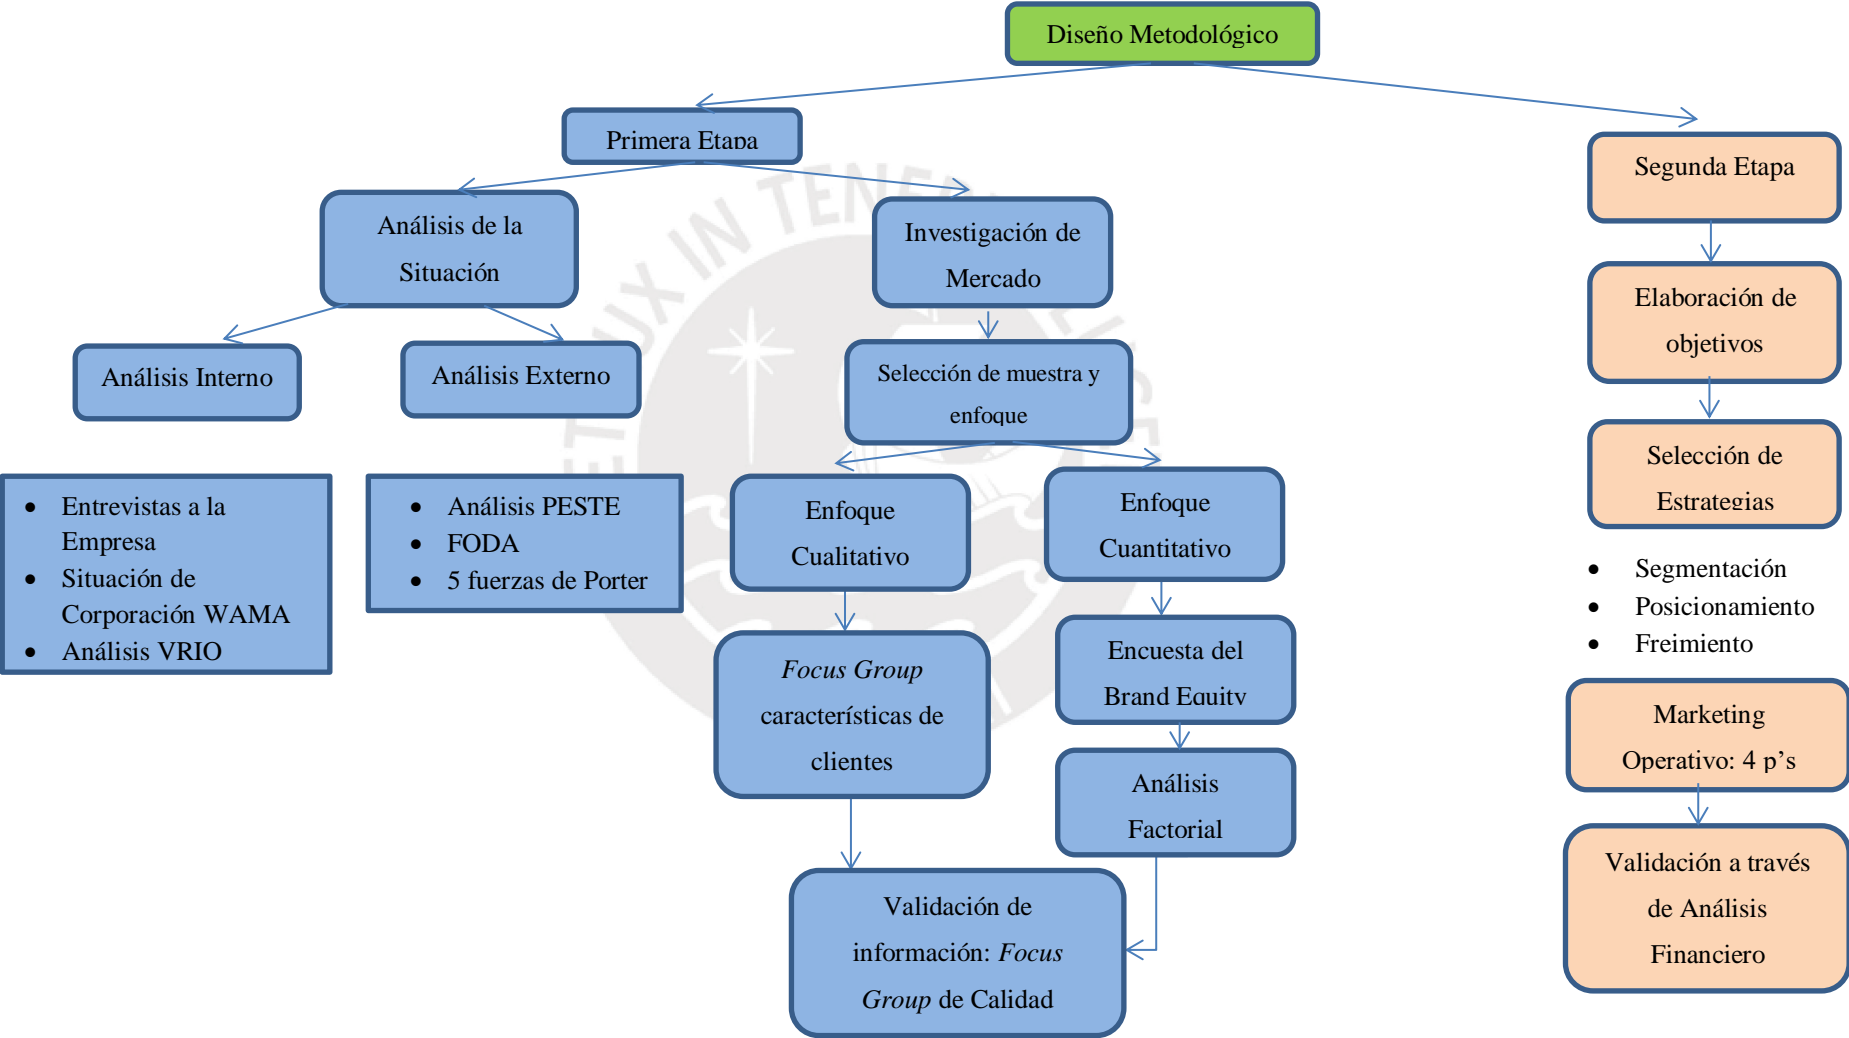 Diseño Metodológico
Primera Etapa
Segunda Etapa
Análisis de la
Situación
Investigación de
Mercado
Elaboración de
objetivos
Análisis Interno
Análisis Externo
Selección de muestra y
enfoque
Selección de
Estrategias
• Entrevistas a la
Empresa
• Situación de
Corporación WAMA
• Análisis VRIO
• Análisis PESTE
• FODA
• 5 fuerzas de Porter
Enfoque
Cualitativo
Enfoque
Cuantitativo
• Segmentación
• Posicionamiento
• Freimiento
Focus Group
características de
clientes
Encuesta del
Brand Equity
Marketing
Operativo: 4 p’s
Análisis
Factorial
Validación de
información: Focus
Group de Calidad
Validación a través
de Análisis
Financiero
ET LUX IN TEN